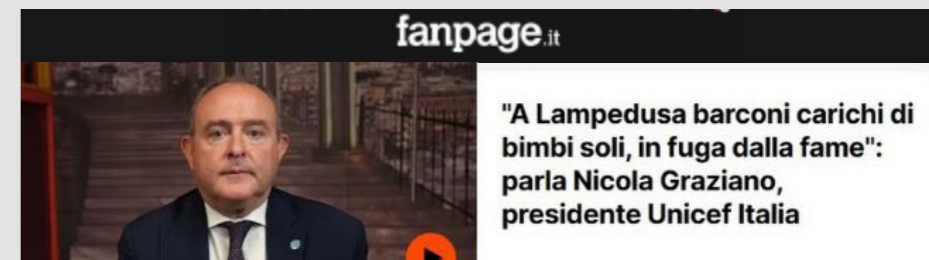 fanpage.it
"A Lampedusa barconi carichi di
bimbi soli, in fuga dalla fame":
parla Nicola Graziano,
presidente Unicef Italia